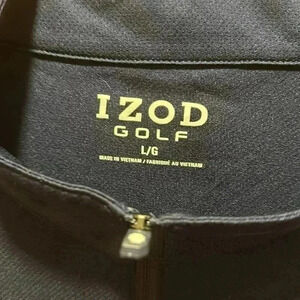 IZOD
GOLF
L/G
MADE IN VIETNAM / FABRIQUÉ AU VIETNAM